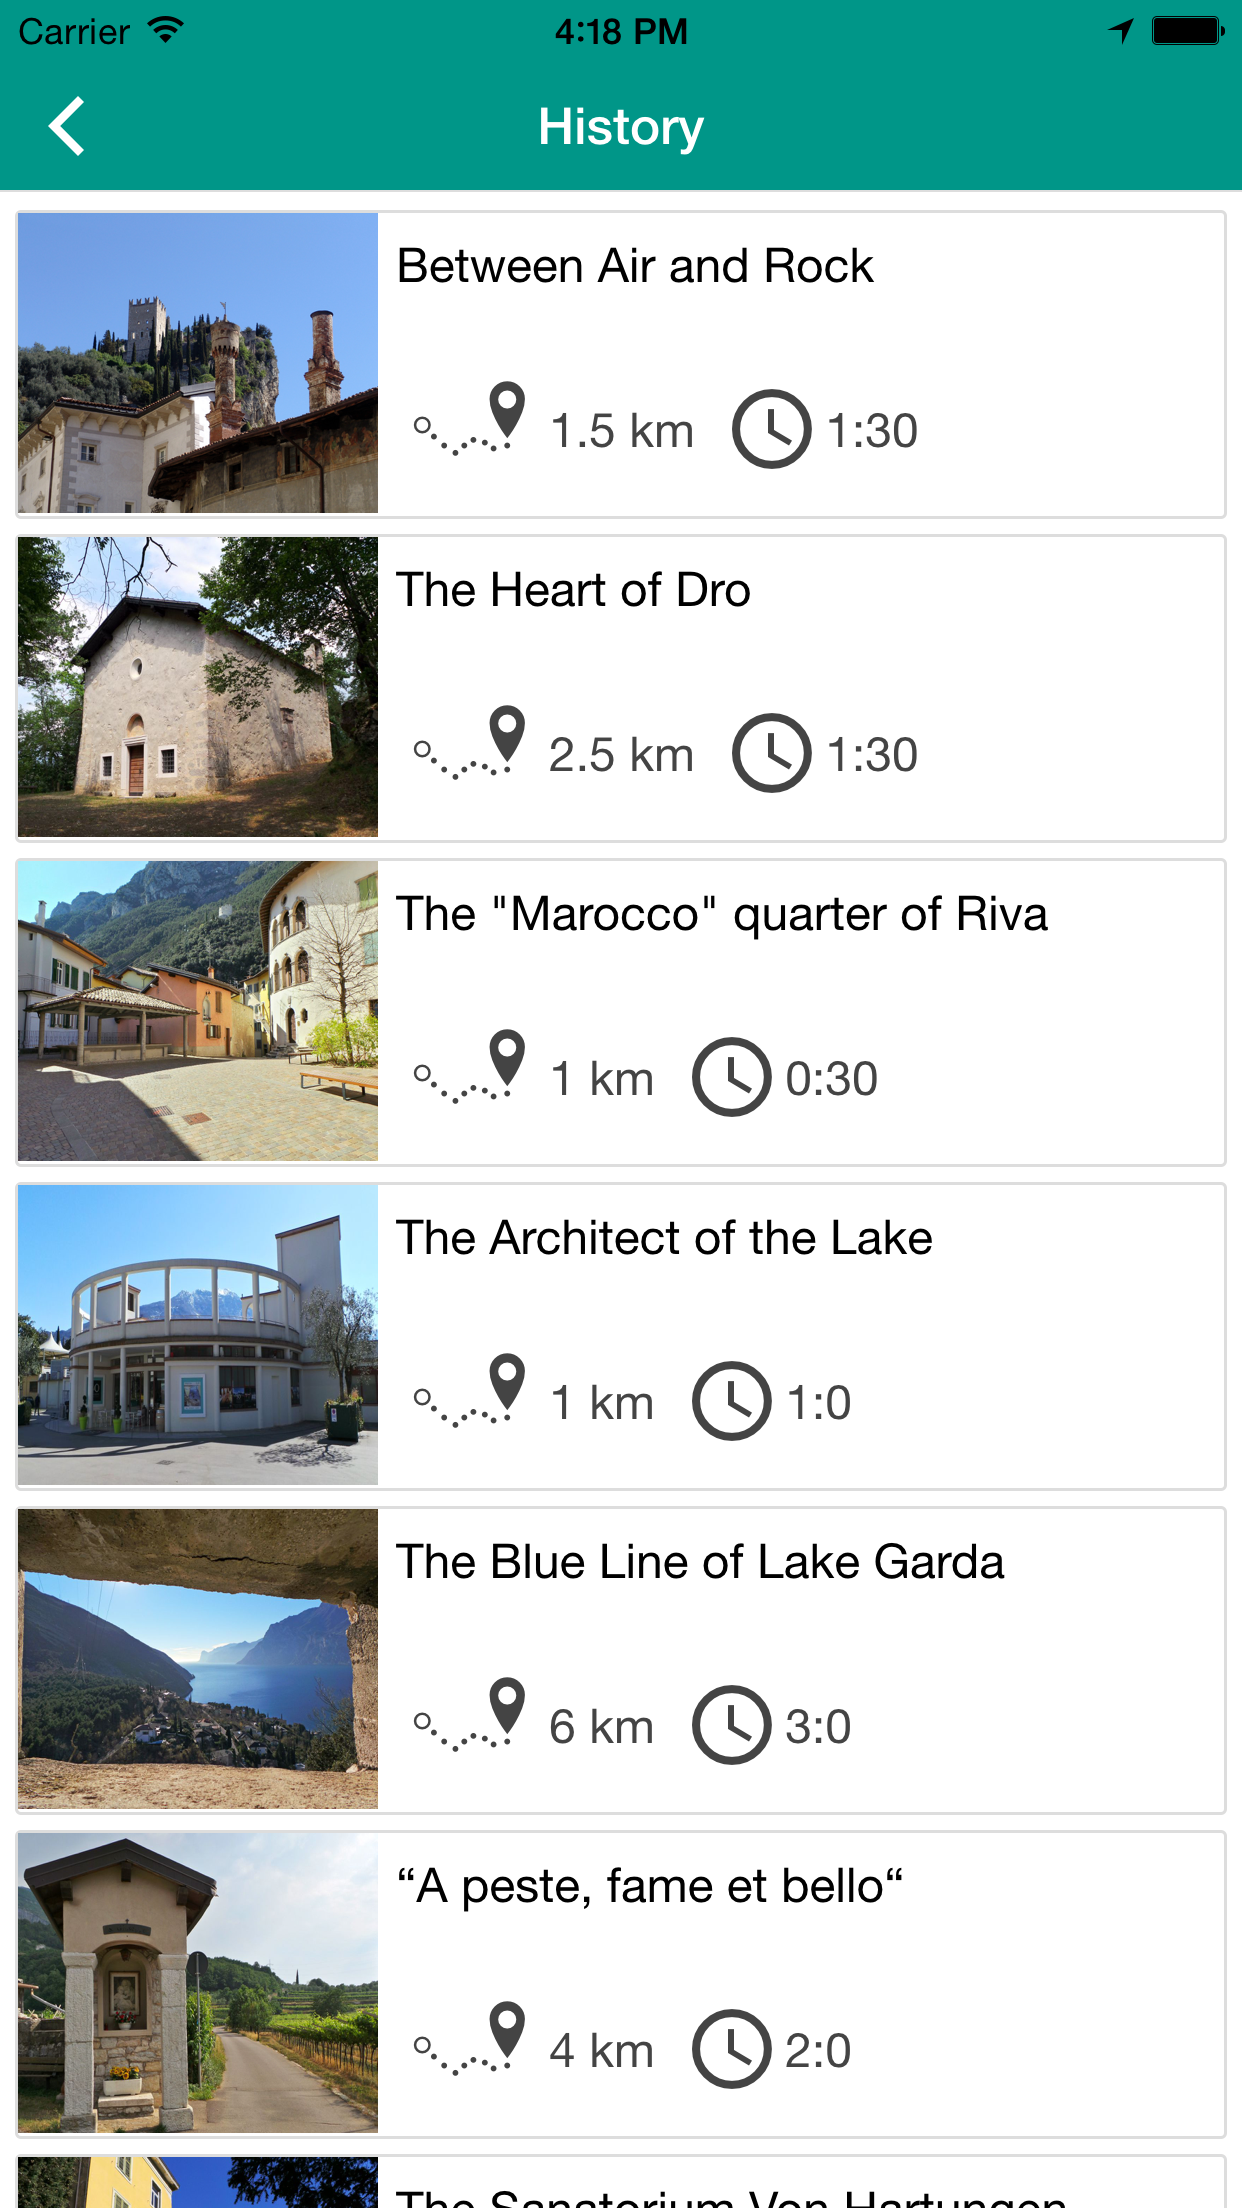 Carrier 4:18 PM
History
Between Air and Rock
1.5 km 1:30
The Heart of Dro
2.5 km 1:30
The "Marocco" quarter of Riva
1 km 0:30
The Architect of the Lake
1 km 1:0
The Blue Line of Lake Garda
6 km 3:0
“A peste, fame et bello“
4 km 2:0
The Sanatorium Von Hartungen